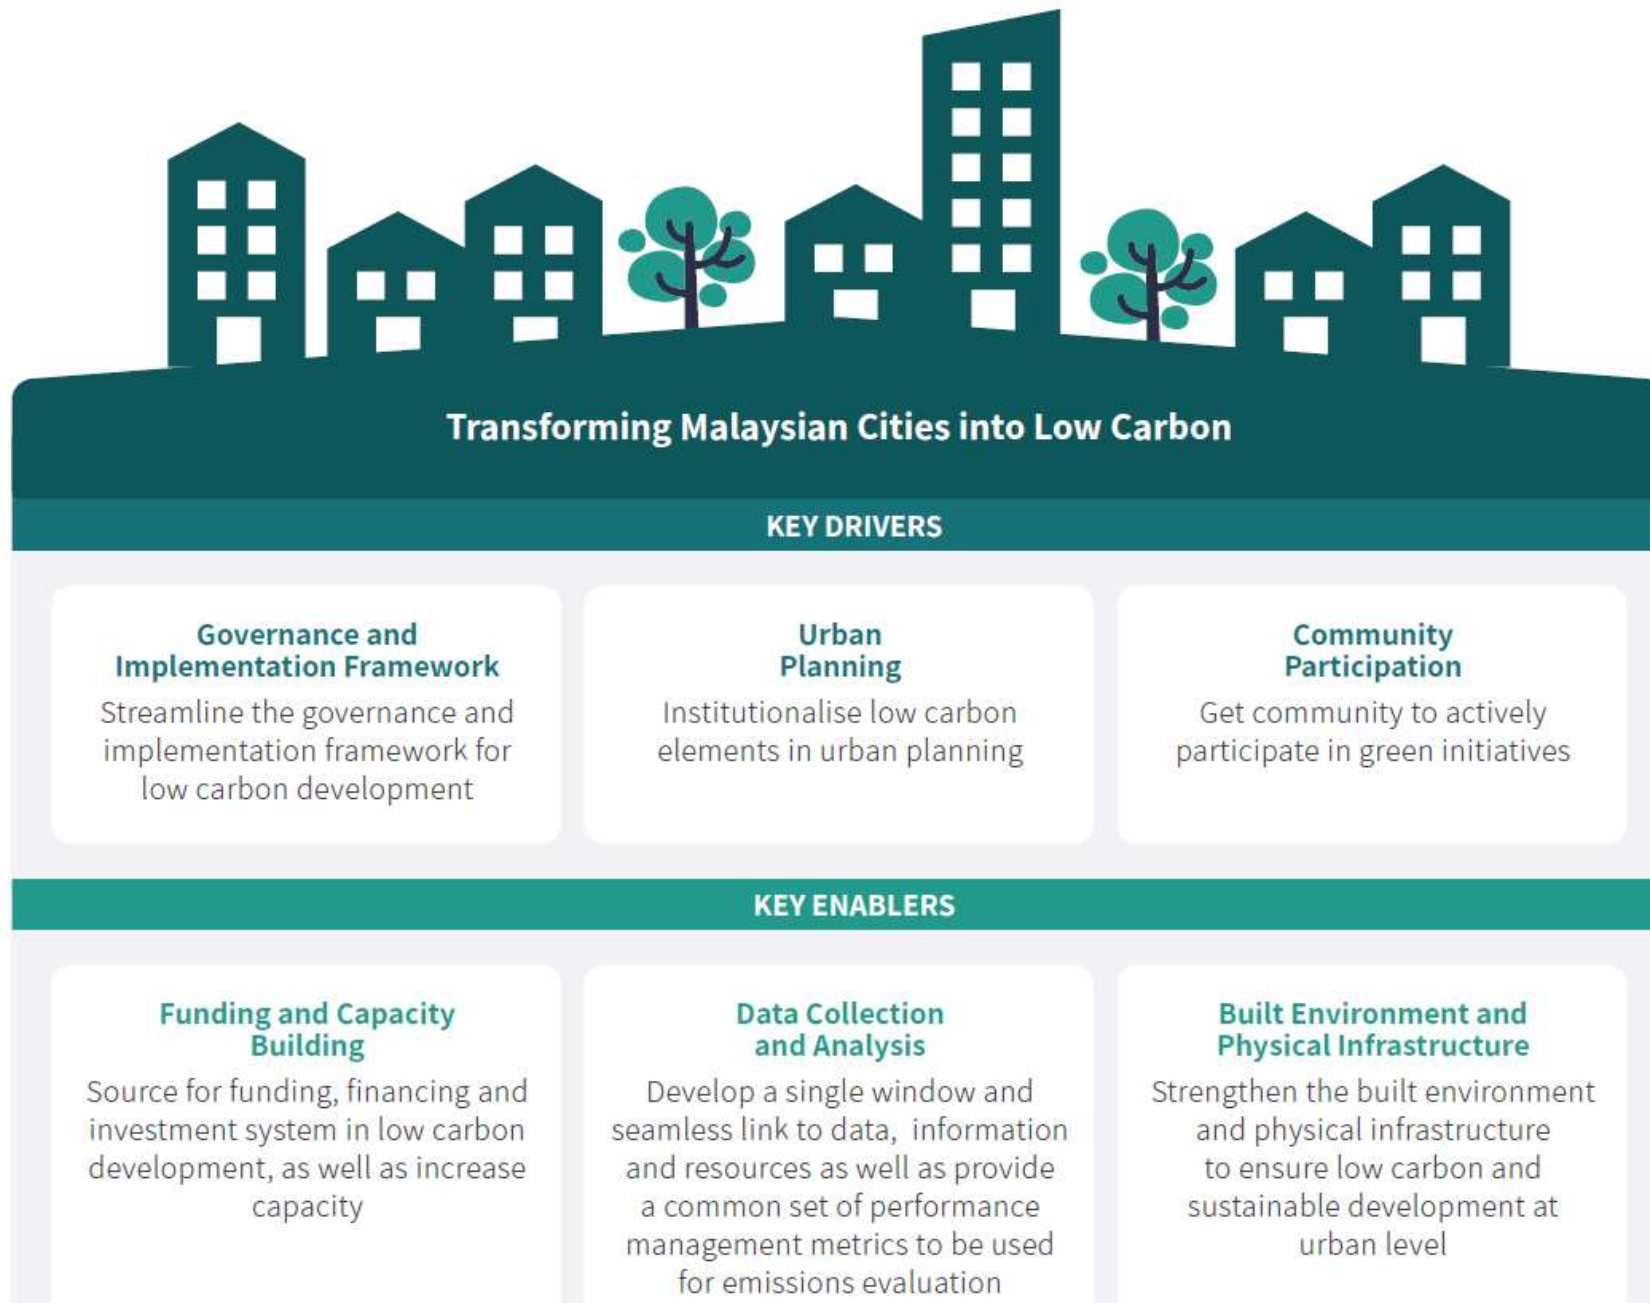 Transforming Malaysian Cities into Low Carbon
KEY DRIVERS
Governance and
Implementation Framework
Streamline the governance and
implementation framework for
low carbon development
Urban
Planning
Institutionalise low carbon
elements in urban planning
Community
Participation
Get community to actively
participate in green initiatives
KEY ENABLERS
Funding and Capacity
Building
Source for funding, financing and
investment system in low carbon
development, as well as increase
capacity
Data Collection
and Analysis
Develop a single window and
seamless link to data, information
and resources as well as provide
a common set of performance
management metrics to be used
for emissions evaluation
Built Environment and
Physical Infrastructure
Strengthen the built environment
and physical infrastructure
to ensure low carbon and
sustainable development at
urban level